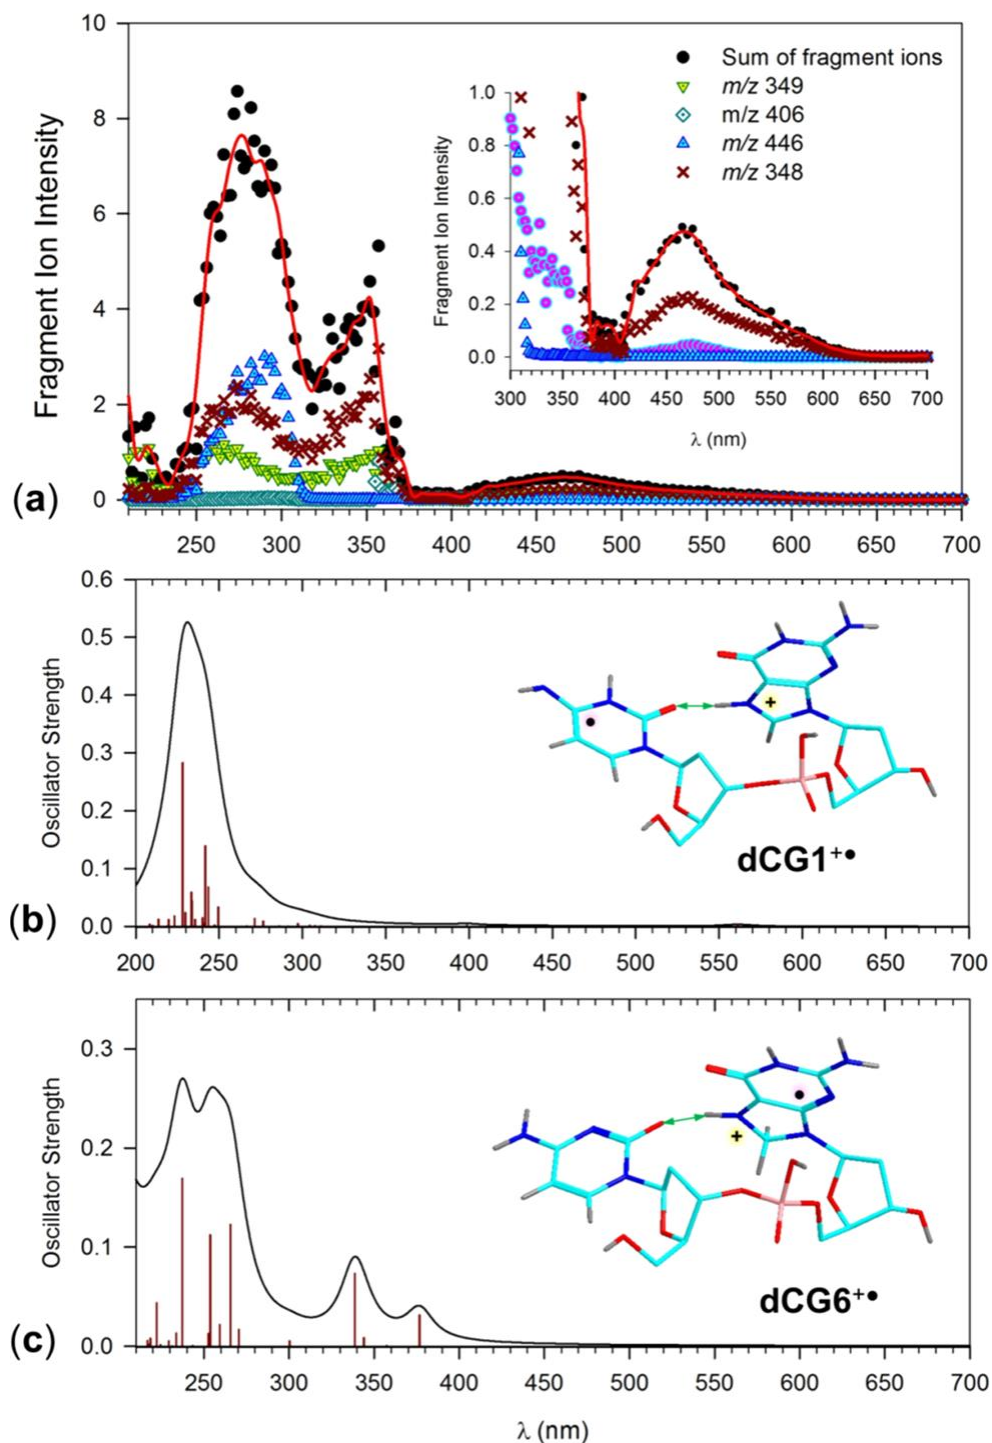 10
8
6
4
2
0
Fragment Ion Intensity
(a)
Sum of fragment ions
m/z 349
m/z 406
m/z 446
m/z 348
1.0
0.8
0.6
0.4
0.2
0.0
Fragment Ion Intensity
300 350 400 450 500 550 600 650 700
λ (nm)
250 300 350 400 450 500 550 600 650 700
0.6
0.5
0.4
0.3
0.2
0.1
0.0
Oscillator Strength
(b)
+
dCG1+•
200 250 300 350 400 450 500 550 600 650 700
0.3
0.2
0.1
0.0
Oscillator Strength
(c)
+
dCG6+•
250 300 350 400 450 500 550 600 650 700
λ (nm)